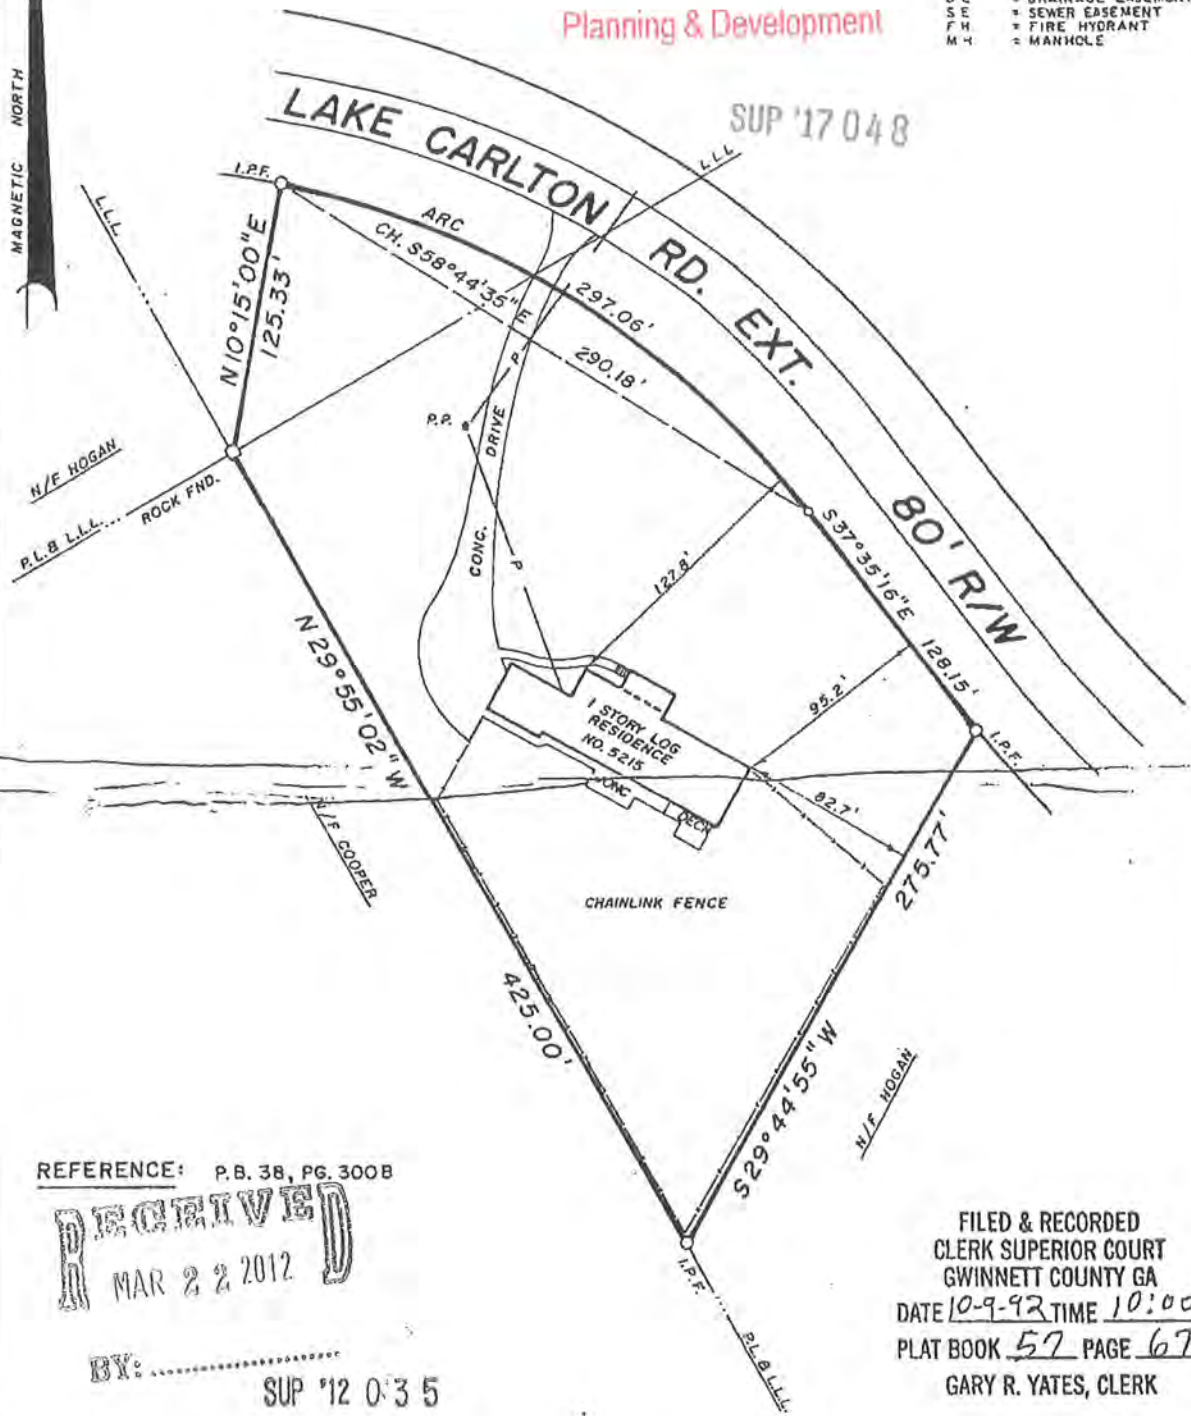 Planning & Development
S E = SEWER EASEMENT
F H = FIRE HYDRANT
M H = MANHOLE
SUP '17 048
MAGNETIC NORTH
LAKE CARLTON RD. EXT. 80' R/W
L.L.L.
I.P.F.
L.L.L.
ARC
CH. S58°44'35"E
297.06'
290.18'
N10°15'00"E
125.33'
P.P.
P
DRIVE
CONC.
P
N/F HOGAN
P.L.& L.L.L.
ROCK FND.
S37°35'16"E 128.15'
127.8'
95.2'
N29°55'02"W
1 STORY LOG
RESIDENCE
NO. 5215
I.P.F.
CONC
DECK
82.7'
275.77'
N/F COOPER
CHAINLINK FENCE
425.00'
S29°44'55"W
N/F HOGAN
REFERENCE: P.B. 38, PG. 300B
RECEIVED
MAR 22 2012
BY:
SUP '12 035
I.P.F.
P.L.& L.L.L.
FILED & RECORDED
CLERK SUPERIOR COURT
GWINNETT COUNTY GA
DATE 10-9-92 TIME 10:00
PLAT BOOK 57 PAGE 67
GARY R. YATES, CLERK